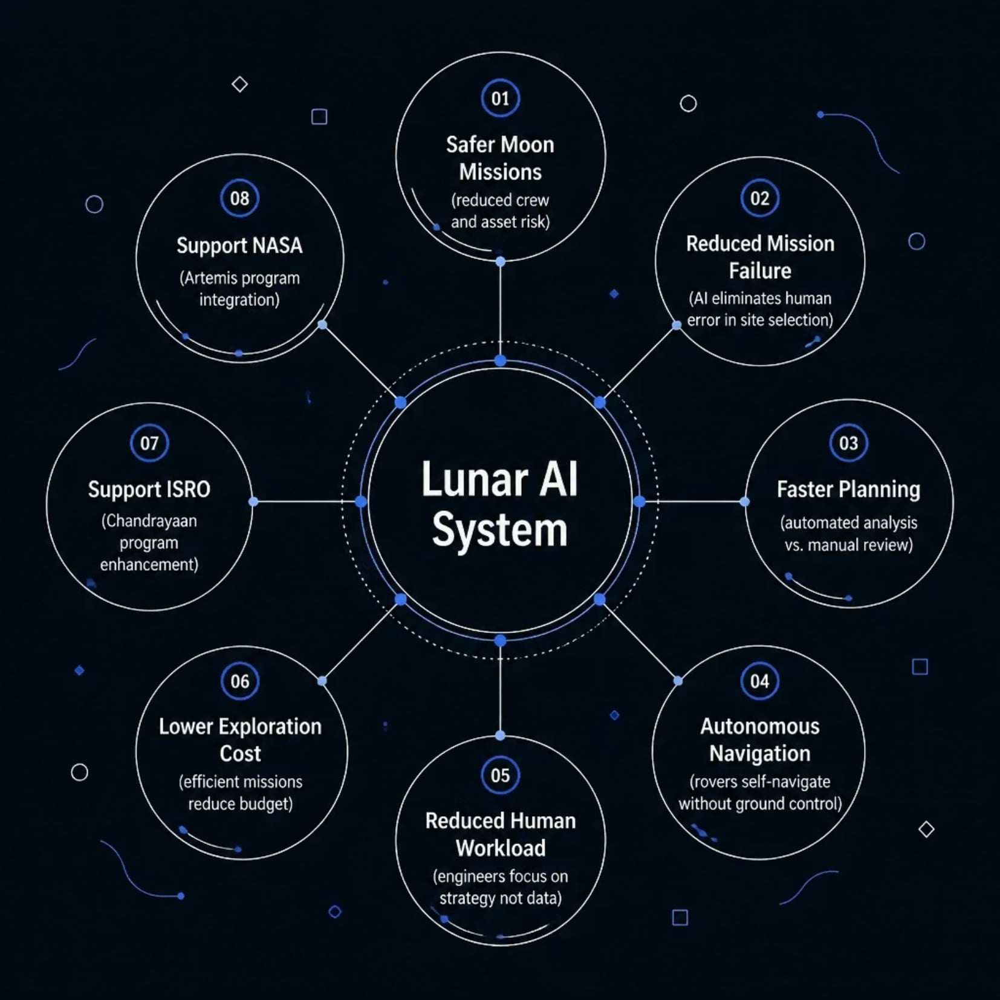 01
Safer Moon
Missions
(reduced crew
and asset risk)
02
Reduced Mission
Failure
(AI eliminates human
error in site selection)
03
Faster Planning
(automated analysis
vs. manual review)
04
Autonomous
Navigation
(rovers self-navigate
without ground control)
05
Reduced Human
Workload
(engineers focus on
strategy not data)
06
Lower Exploration
Cost
(efficient missions
reduce budget)
07
Support ISRO
(Chandrayaan
program
enhancement)
08
Support NASA
(Artemis program
integration)
Lunar AI
System